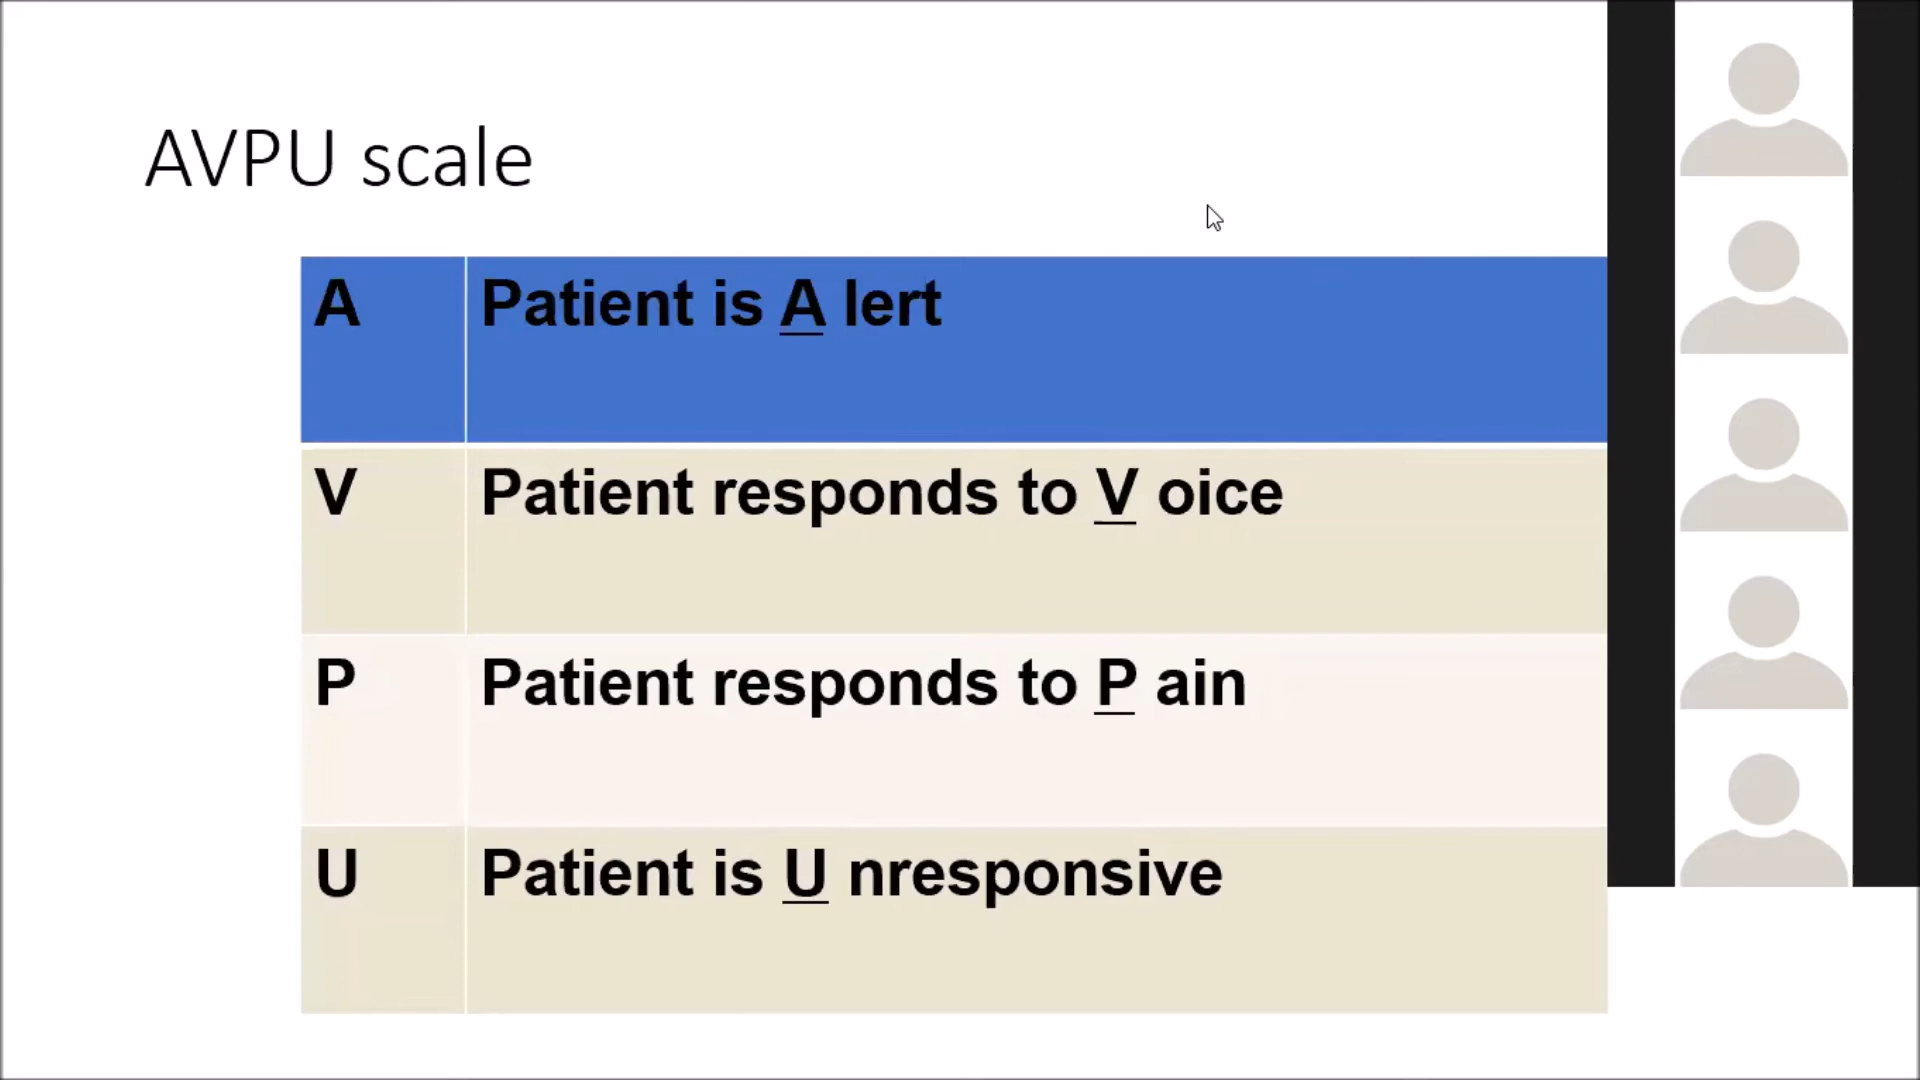 AVPU scale
A Patient is A lert
V Patient responds to V oice
P Patient responds to P ain
U Patient is U nresponsive